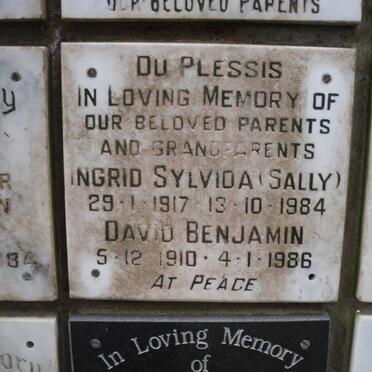 OUR BELOVED PARENTS
DU PLESSIS
IN LOVING MEMORY OF
OUR BELOVED PARENTS
AND GRANDPARENTS
INGRID SYLVIDA (SALLY)
29·1·1917 13·10·1984
DAVID BENJAMIN
5·12·1910 4·1·1986
AT PEACE
In Loving Memory
of